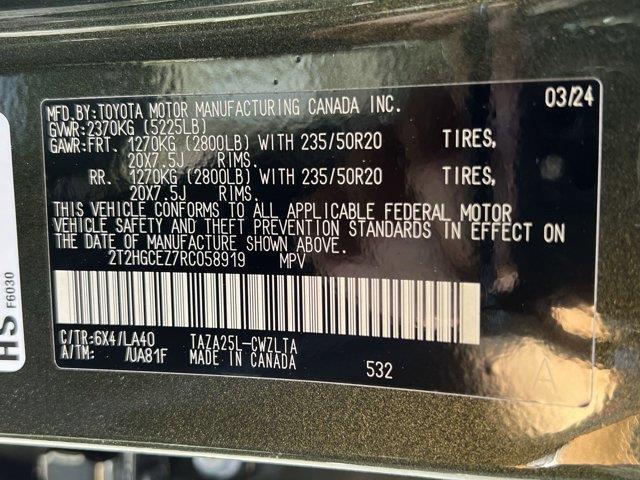 MFD.BY:TOYOTA MOTOR MANUFACTURING CANADA INC. 03/24
GVWR:2370KG (5225LB)
GAWR:FRT. 1270KG (2800LB) WITH 235/50R20 TIRES,
20X7.5J RIMS.
RR. 1270KG (2800LB) WITH 235/50R20 TIRES,
20X7.5J RIMS.
THIS VEHICLE CONFORMS TO ALL APPLICABLE FEDERAL MOTOR
VEHICLE SAFETY AND THEFT PREVENTION STANDARDS IN EFFECT ON
THE DATE OF MANUFACTURE SHOWN ABOVE.
2T2HGCEZ7RC058919 MPV
C/TR:6X4/LA40 TAZA25L-CWZLTA
A/TM: /UA81F MADE IN CANADA
532
A
HS
F6030